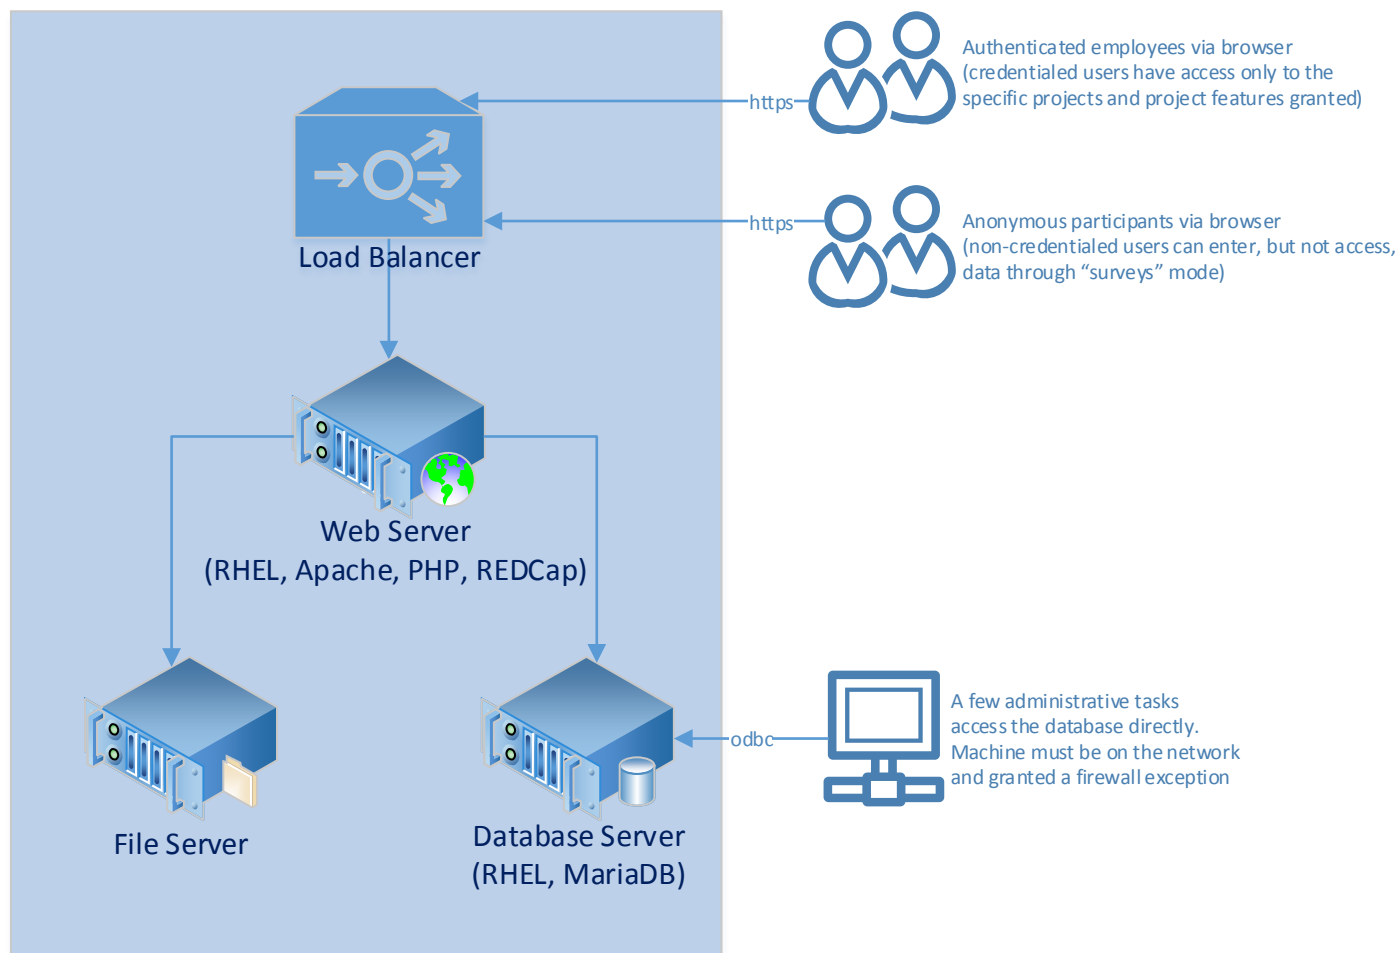 Authenticated employees via browser
(credentialed users have access only to the
specific projects and project features granted)
https
https
Anonymous participants via browser
(non-credentialed users can enter, but not access,
data through “surveys” mode)
Load Balancer
Web Server
(RHEL, Apache, PHP, REDCap)
A few administrative tasks
access the database directly.
Machine must be on the network
and granted a firewall exception
odbc
File Server
Database Server
(RHEL, MariaDB)